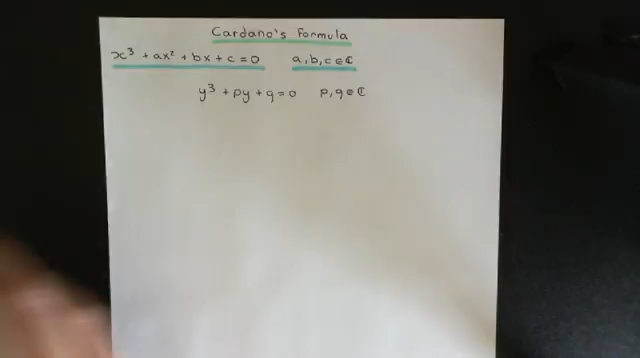 Cardano's Formula
x³ + ax² + bx + c = 0 a, b, c ∈ ℂ
y³ + py + q = 0 p, q ∈ ℂ